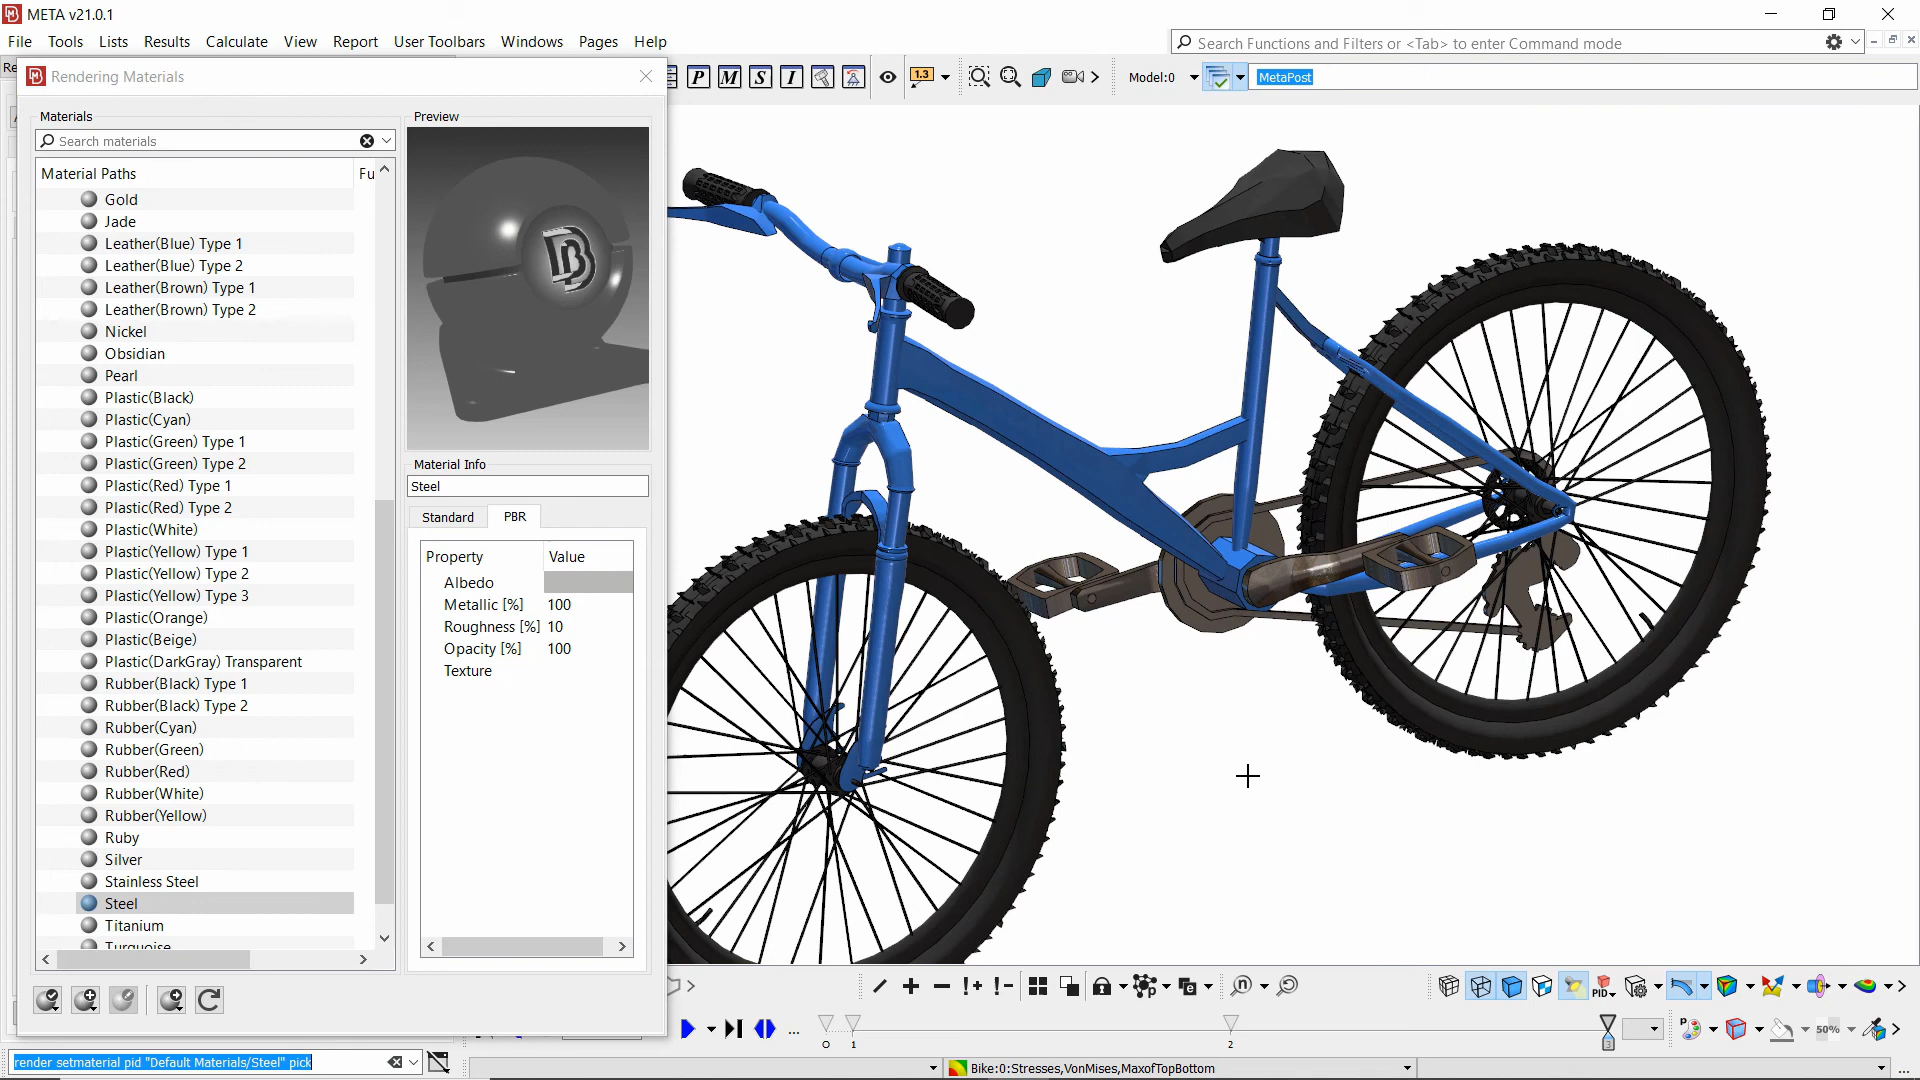 META v21.0.1
File Tools Lists Results Calculate View Report User Toolbars Windows Pages Help
Search Functions and Filters or <Tab> to enter Command mode
Re
Rendering Materials
P M S I
1.3
Model:0
MetaPost
Materials
Preview
Search materials
Material Paths
Fu
Gold
Jade
Leather(Blue) Type 1
Leather(Blue) Type 2
Leather(Brown) Type 1
Leather(Brown) Type 2
Nickel
Obsidian
Pearl
Plastic(Black)
Plastic(Cyan)
Plastic(Green) Type 1
Plastic(Green) Type 2
Plastic(Red) Type 1
Plastic(Red) Type 2
Plastic(White)
Plastic(Yellow) Type 1
Plastic(Yellow) Type 2
Plastic(Yellow) Type 3
Plastic(Orange)
Plastic(Beige)
Plastic(DarkGray) Transparent
Rubber(Black) Type 1
Rubber(Black) Type 2
Rubber(Cyan)
Rubber(Green)
Rubber(Red)
Rubber(White)
Rubber(Yellow)
Ruby
Silver
Stainless Steel
Steel
Titanium
Turquoise
Material Info
Steel
Standard PBR
Property Value
Albedo
Metallic [%] 100
Roughness [%] 10
Opacity [%] 100
Texture
PID
...
0 1 2 3
50%
render setmaterial pid "Default Materials/Steel" pick
Bike:0:Stresses,VonMises,MaxofTopBottom
...